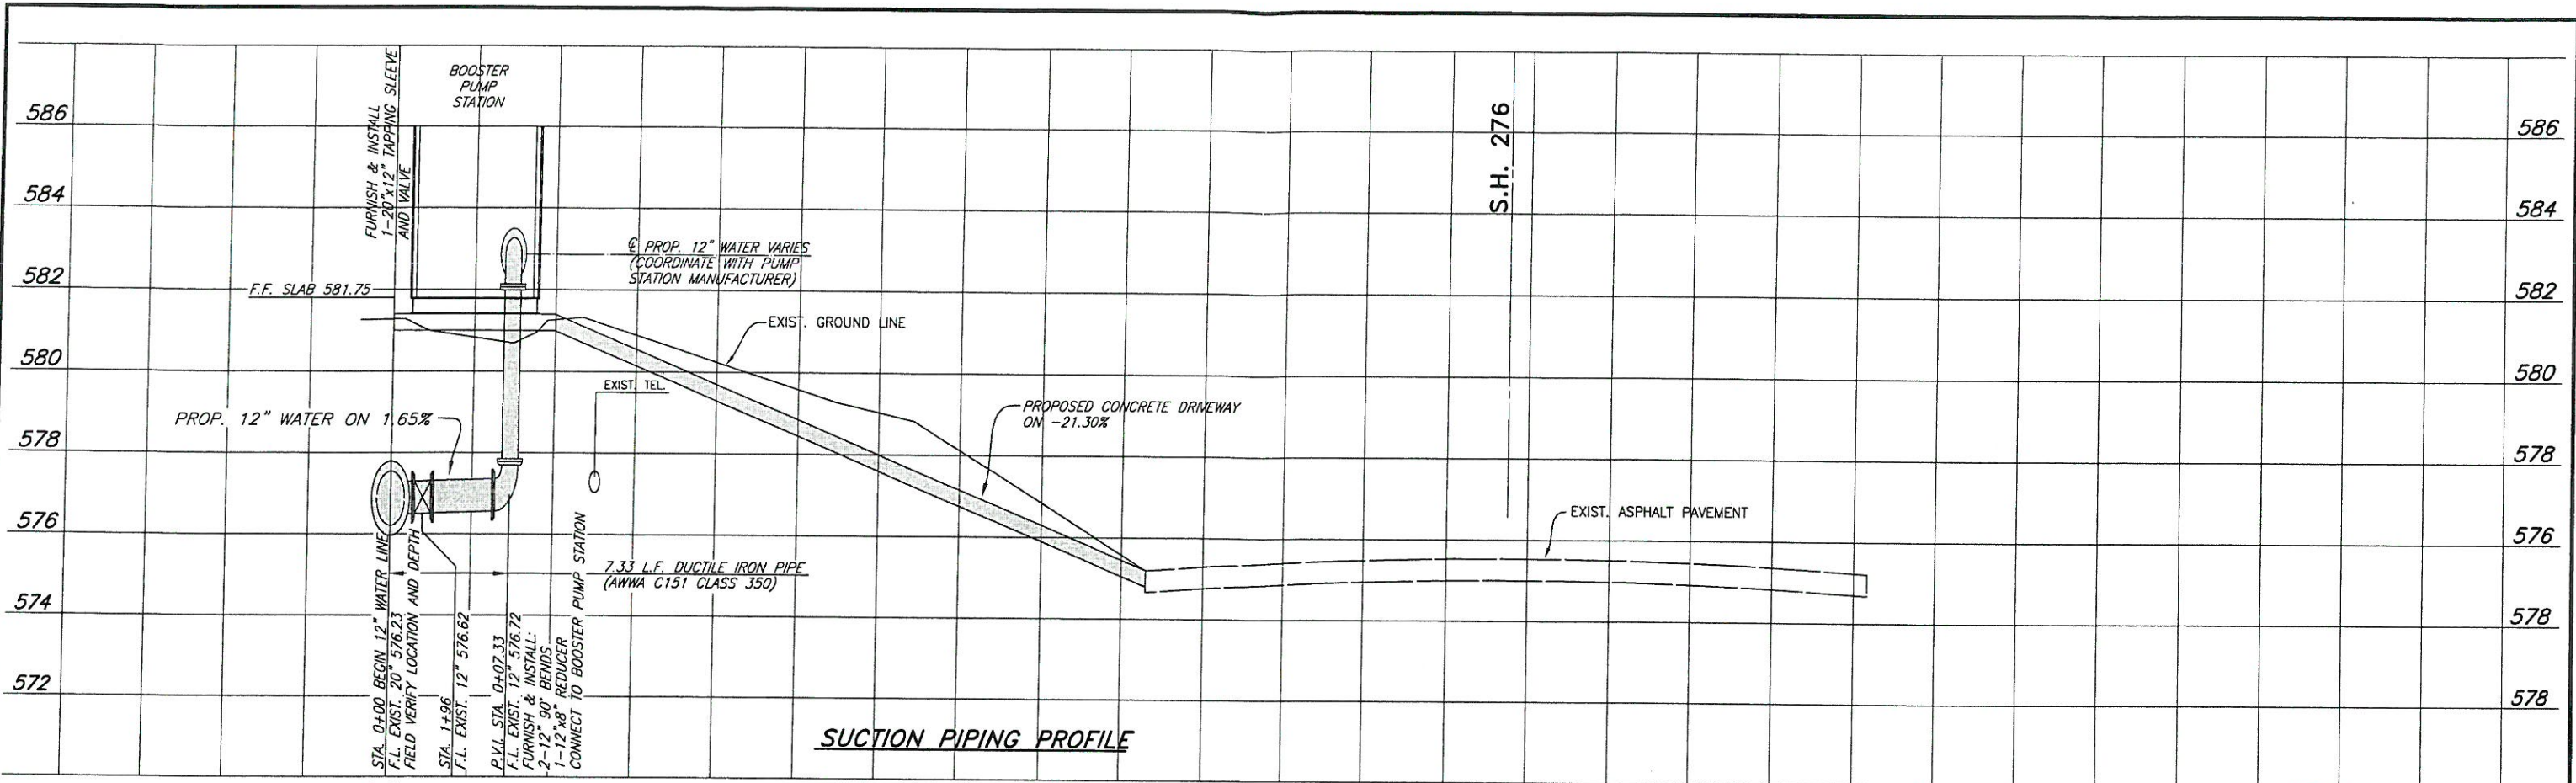 586
584
582
580
578
576
574
572
FURNISH & INSTALL
1-20"x12" TAPPING SLEEVE
AND VALVE
BOOSTER
PUMP
STATION
F.F. SLAB 581.75
℄ PROP. 12" WATER VARIES
(COORDINATE WITH PUMP
STATION MANUFACTURER)
EXIST. GROUND LINE
EXIST. TEL.
PROP. 12" WATER ON 1.65%
PROPOSED CONCRETE DRIVEWAY
ON -21.30%
S.H. 276
EXIST. ASPHALT PAVEMENT
7.33 L.F. DUCTILE IRON PIPE
(AWWA C151 CLASS 350)
STA. 0+00 BEGIN 12" WATER LINE
F.L. EXIST. 20" 576.23
FIELD VERIFY LOCATION AND DEPTH
STA. 1+96
F.L. EXIST. 12" 576.62
P.V.I. STA. 0+07.33
F.L. EXIST. 12" 576.72
FURNISH & INSTALL:
2-12" 90° BENDS
1-12"x8" REDUCER
CONNECT TO BOOSTER PUMP STATION
SUCTION PIPING PROFILE
586
584
582
580
578
576
578
578